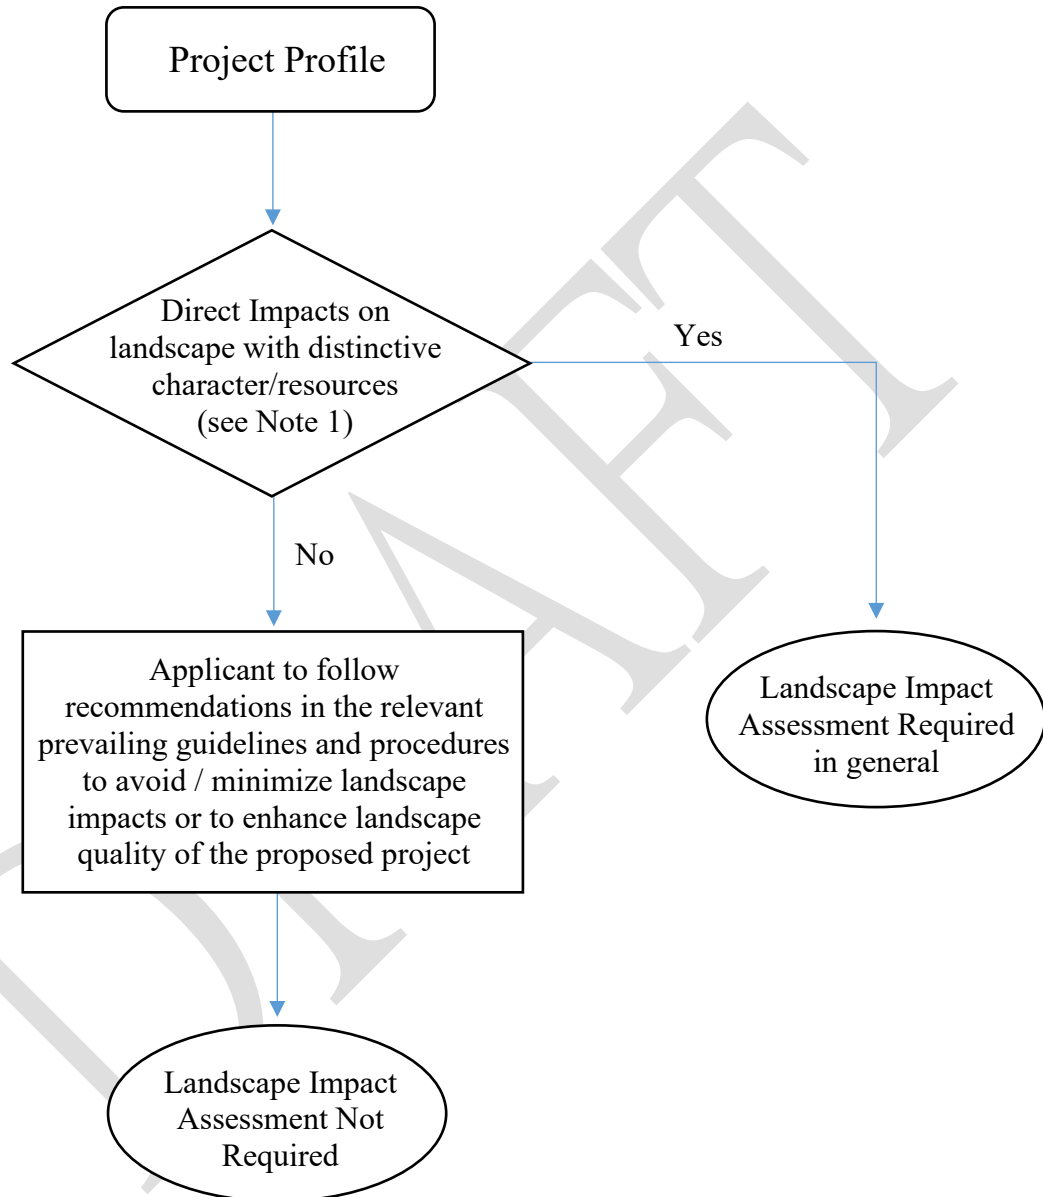 Project Profile
Direct Impacts on
landscape with distinctive
character/resources
(see Note 1)
Yes
No
Applicant to follow
recommendations in the relevant
prevailing guidelines and procedures
to avoid / minimize landscape
impacts or to enhance landscape
quality of the proposed project
Landscape Impact
Assessment Required
in general
Landscape Impact
Assessment Not
Required
DRAFT